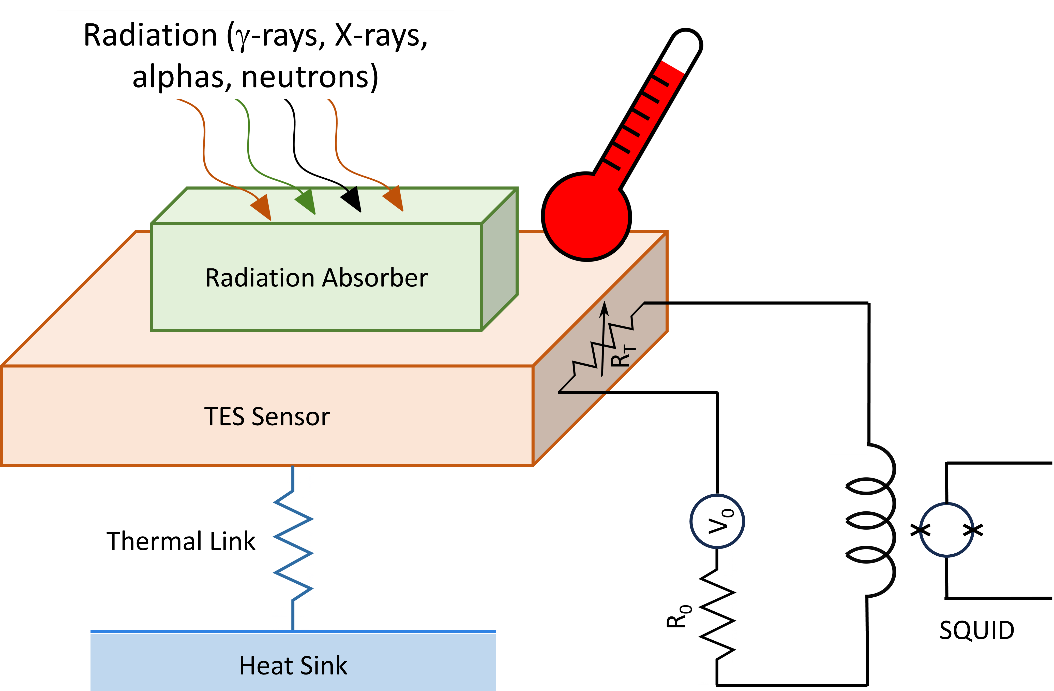 Radiation (γ-rays, X-rays,
alphas, neutrons)
Radiation Absorber
R_T
TES Sensor
V_0
Thermal Link
R_0
SQUID
Heat Sink